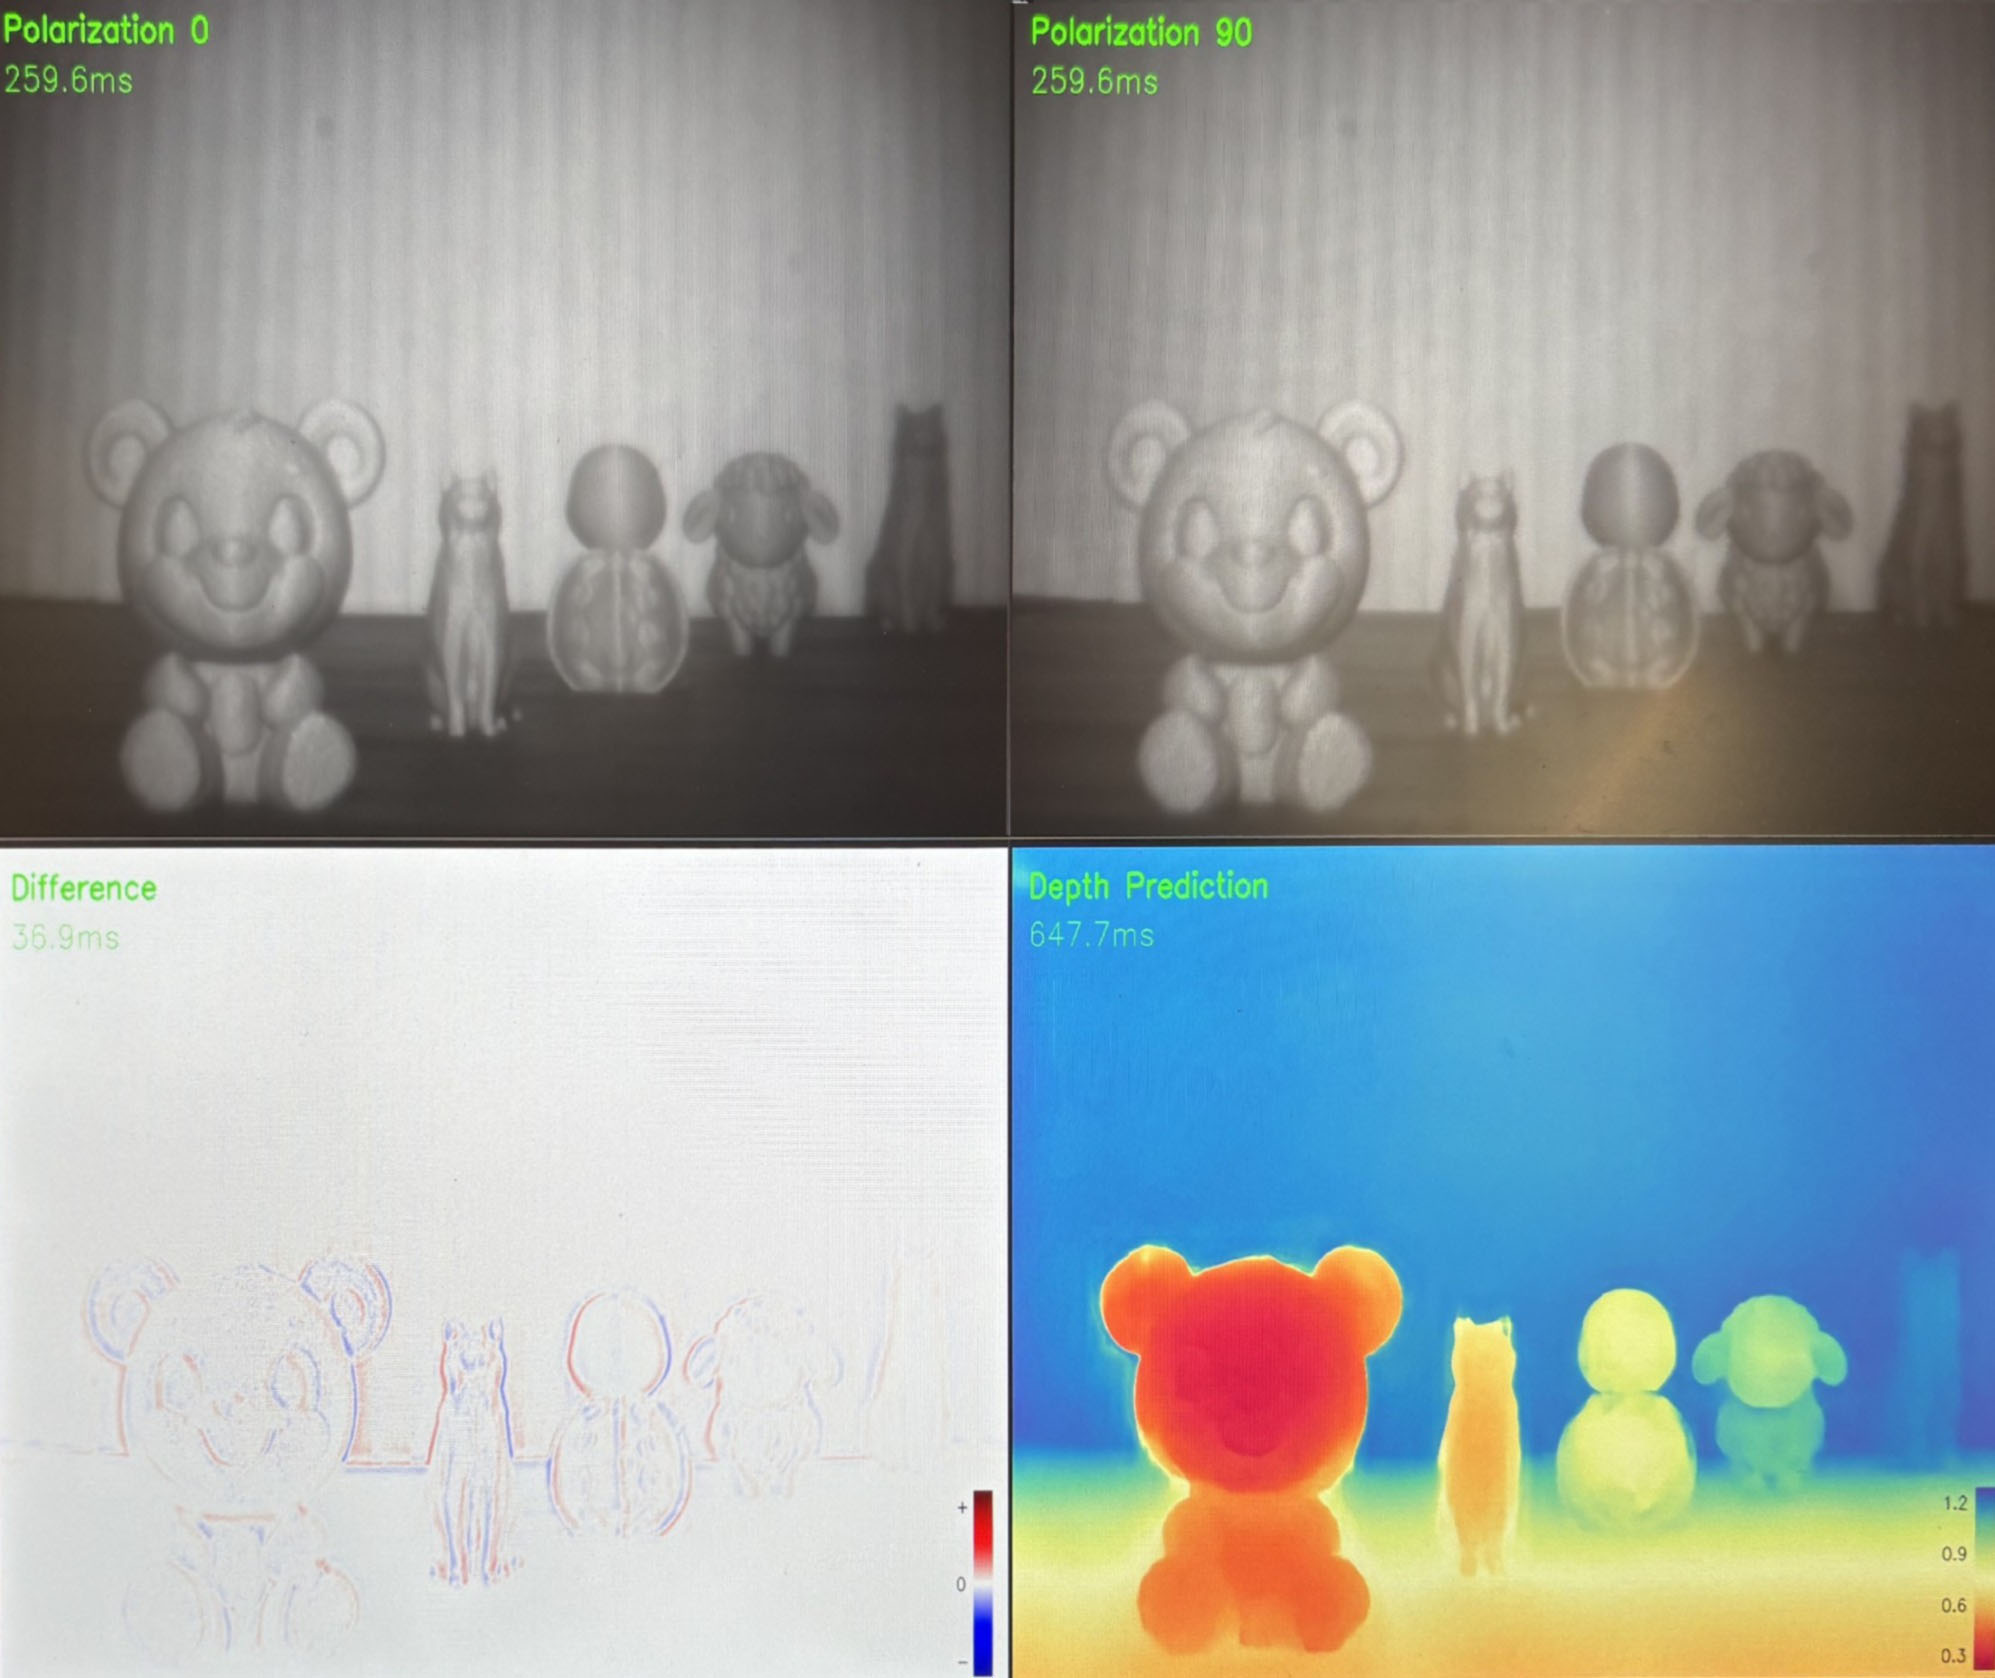 Polarization 0
259.6ms
Polarization 90
259.6ms
Difference
36.9ms
Depth Prediction
647.7ms
+
0
-
1.2
0.9
0.6
0.3